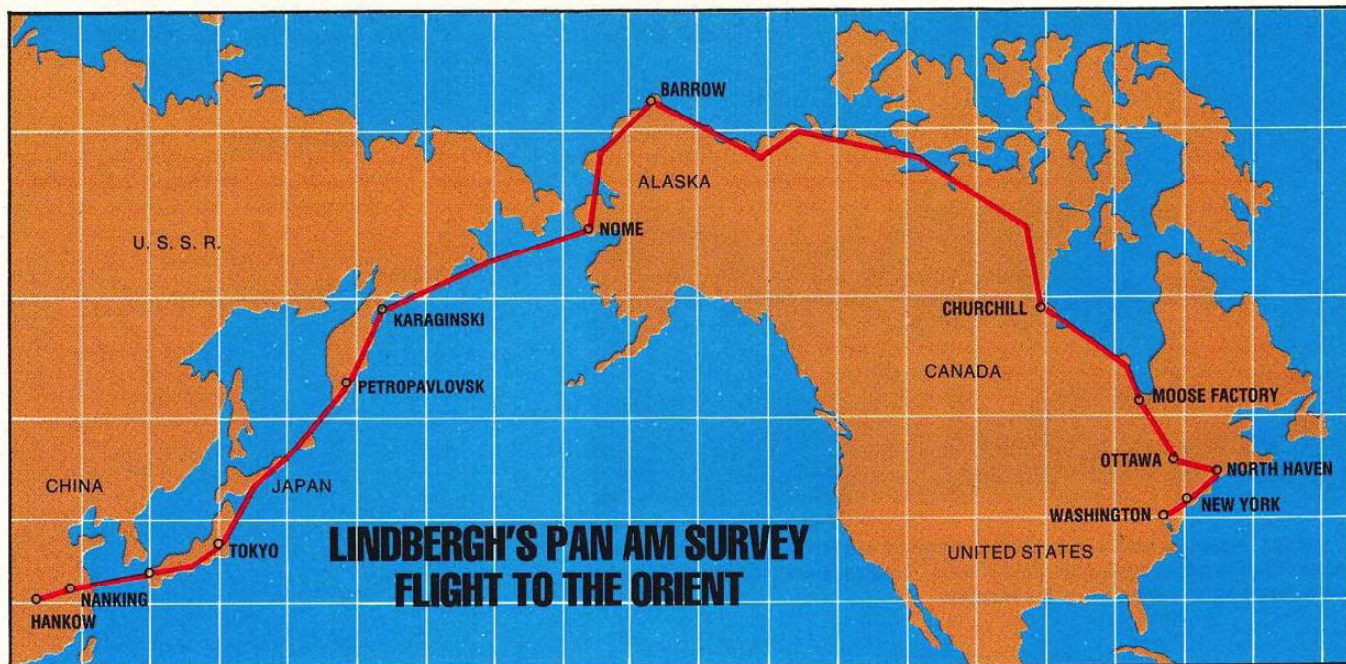 BARROW
ALASKA
NOME
U. S. S. R.
KARAGINSKI
CHURCHILL
CANADA
PETROPAVLOVSK
MOOSE FACTORY
OTTAWA
NORTH HAVEN
CHINA
JAPAN
NEW YORK
WASHINGTON
TOKYO
UNITED STATES
LINDBERGH'S PAN AM SURVEY
FLIGHT TO THE ORIENT
NANKING
HANKOW